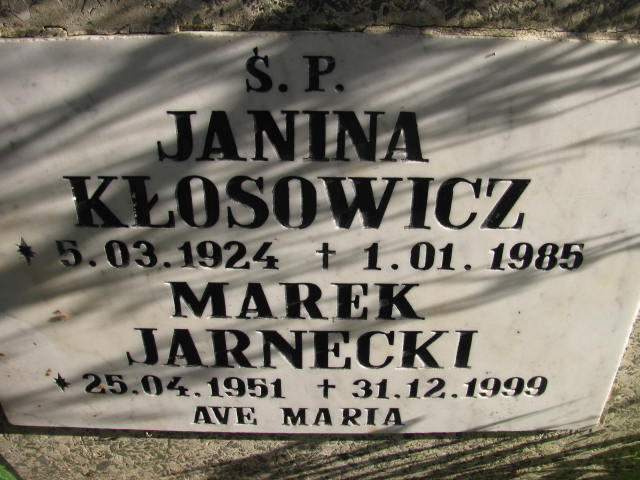 Ś. P.
JANINA
KŁOSOWICZ
* 5.03.1924 † 1.01.1985
MAREK
JARNECKI
* 25.04.1951 † 31.12.1999
AVE MARIA